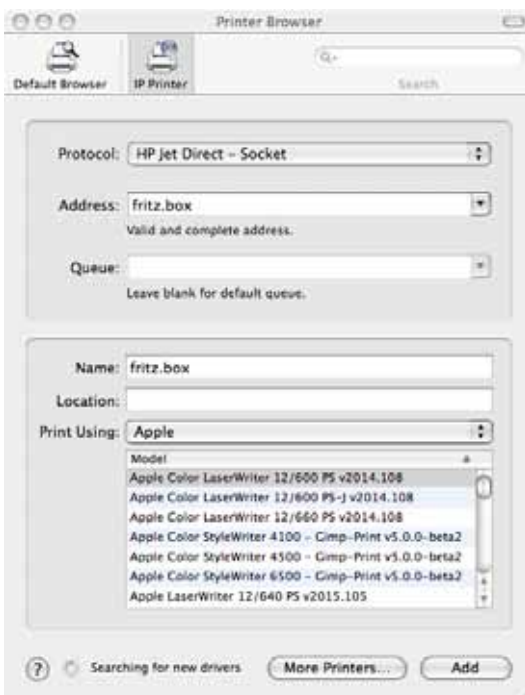 Printer Browser
Default Browser
IP Printer
Search
Protocol: HP Jet Direct – Socket
Address: fritz.box
Valid and complete address.
Queue:
Leave blank for default queue.
Name: fritz.box
Location:
Print Using: Apple
Model
Apple Color LaserWriter 12/600 PS v2014.108
Apple Color LaserWriter 12/600 PS-J v2014.108
Apple Color LaserWriter 12/660 PS v2014.108
Apple Color StyleWriter 4100 – Gimp-Print v5.0.0-beta2
Apple Color StyleWriter 4500 – Gimp-Print v5.0.0-beta2
Apple Color StyleWriter 6500 – Gimp-Print v5.0.0-beta2
Apple LaserWriter 12/640 PS v2015.105
? Searching for new drivers More Printers... Add